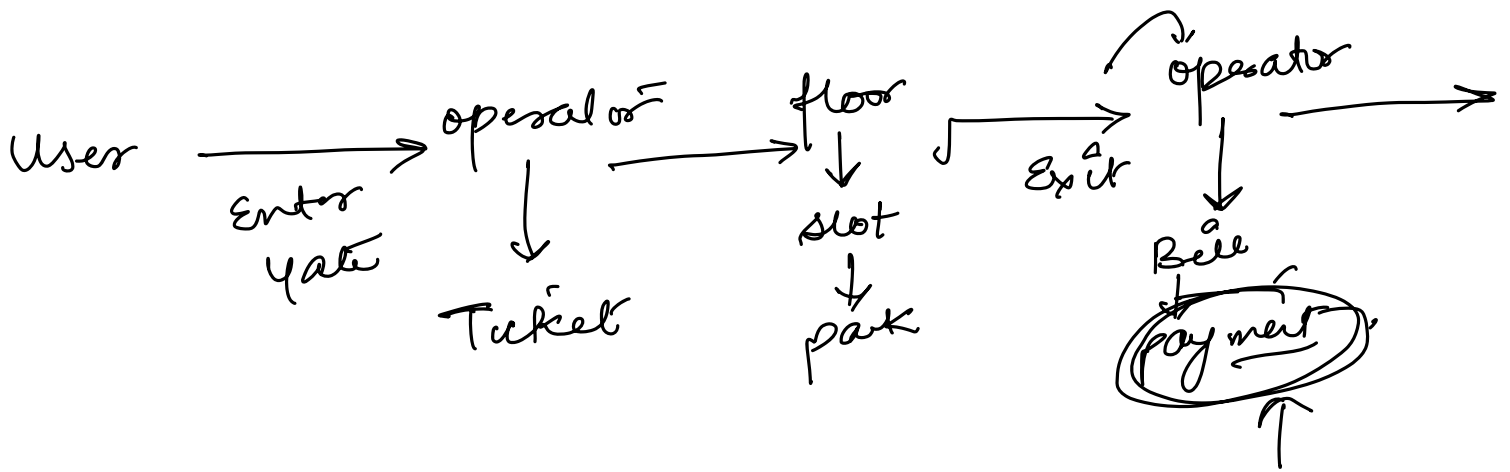 User
Enter
gate
operator
Ticket
floor
slot
park
Exit
operator
Bill
payment